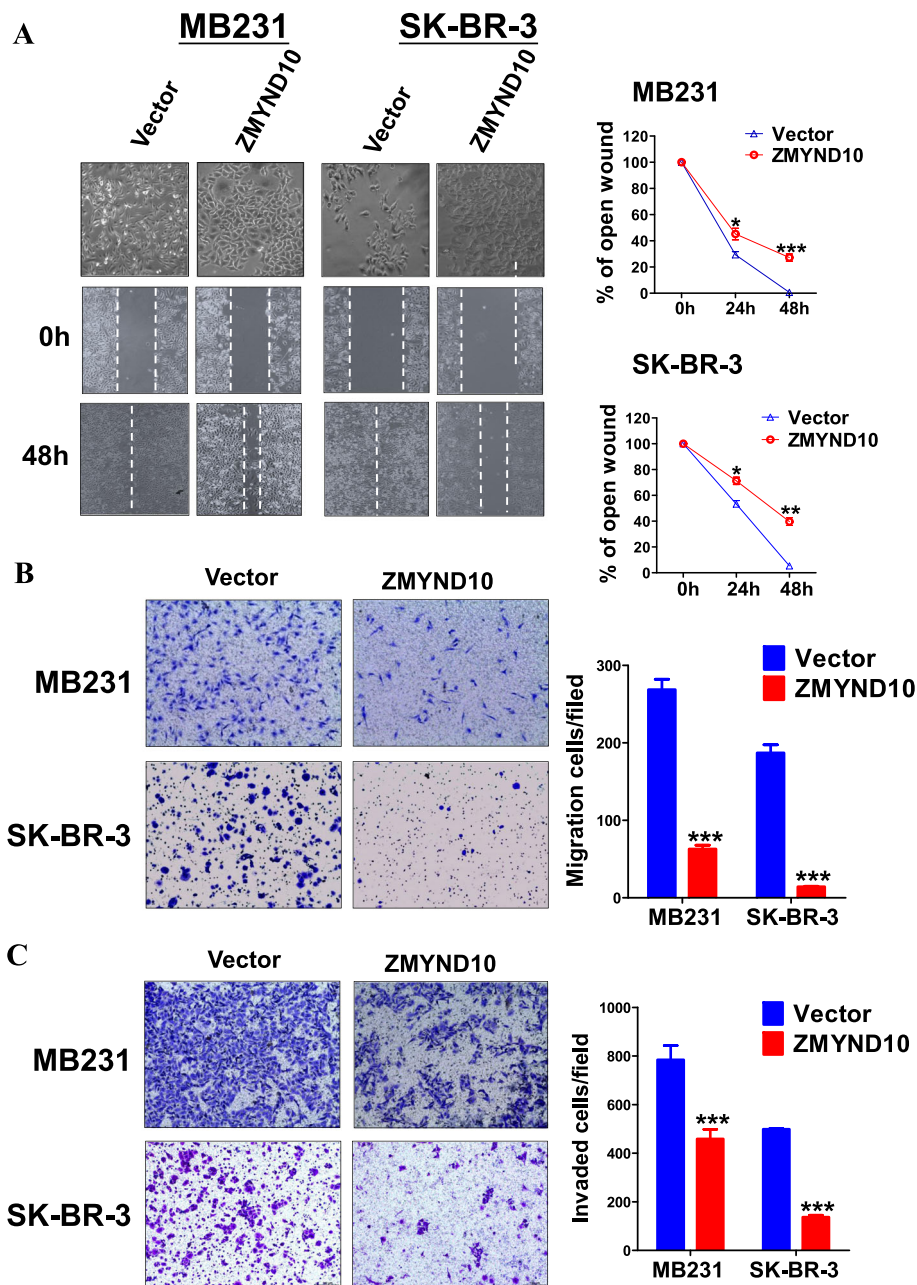 A
MB231
SK-BR-3
Vector
ZMYND10
Vector
ZMYND10
0h
48h
MB231
Vector
ZMYND10
% of open wound
120
100
80
60
40
20
0
*
***
0h
24h
48h
SK-BR-3
Vector
ZMYND10
% of open wound
120
100
80
60
40
20
0
*
**
0h
24h
48h
B
Vector
ZMYND10
MB231
SK-BR-3
Vector
ZMYND10
Migration cells/filed
300
200
100
0
***
***
MB231
SK-BR-3
C
Vector
ZMYND10
MB231
SK-BR-3
Vector
ZMYND10
Invaded cells/field
1000
800
600
400
200
0
***
***
MB231
SK-BR-3